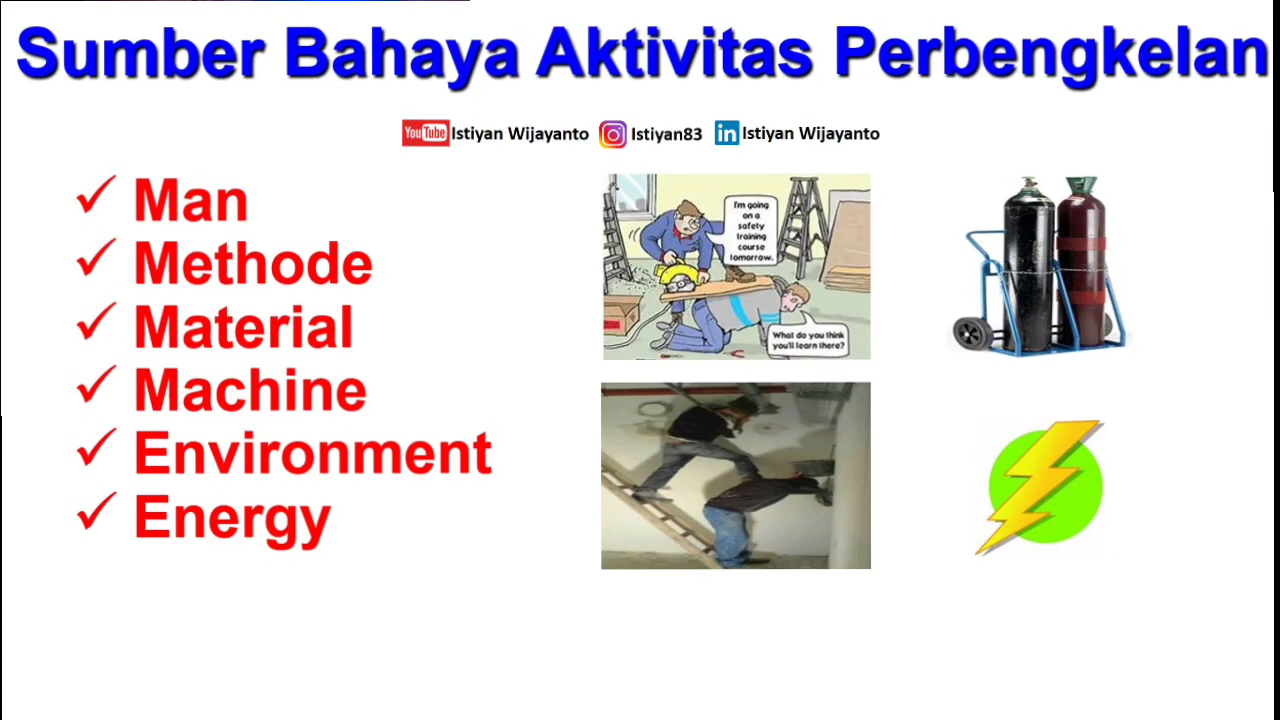 Sumber Bahaya Aktivitas Perbengkelan
YouTube Istiyan Wijayanto Istiyan83 in Istiyan Wijayanto
✓ Man
✓ Methode
✓ Material
✓ Machine
✓ Environment
✓ Energy
I'm going
on a
safety
training
course
tomorrow.
What do you think
you'll learn there?